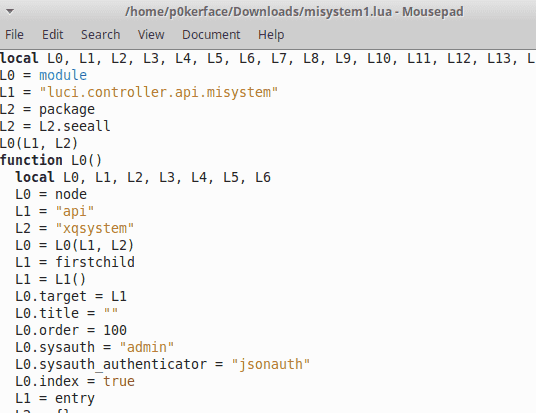 /home/p0kerface/Downloads/misystem1.lua - Mousepad
File Edit Search View Document Help
local L0, L1, L2, L3, L4, L5, L6, L7, L8, L9, L10, L11, L12, L13, L
L0 = module
L1 = "luci.controller.api.misystem"
L2 = package
L2 = L2.seeall
L0(L1, L2)
function L0()
  local L0, L1, L2, L3, L4, L5, L6
  L0 = node
  L1 = "api"
  L2 = "xqsystem"
  L0 = L0(L1, L2)
  L1 = firstchild
  L1 = L1()
  L0.target = L1
  L0.title = ""
  L0.order = 100
  L0.sysauth = "admin"
  L0.sysauth_authenticator = "jsonauth"
  L0.index = true
  L1 = entry